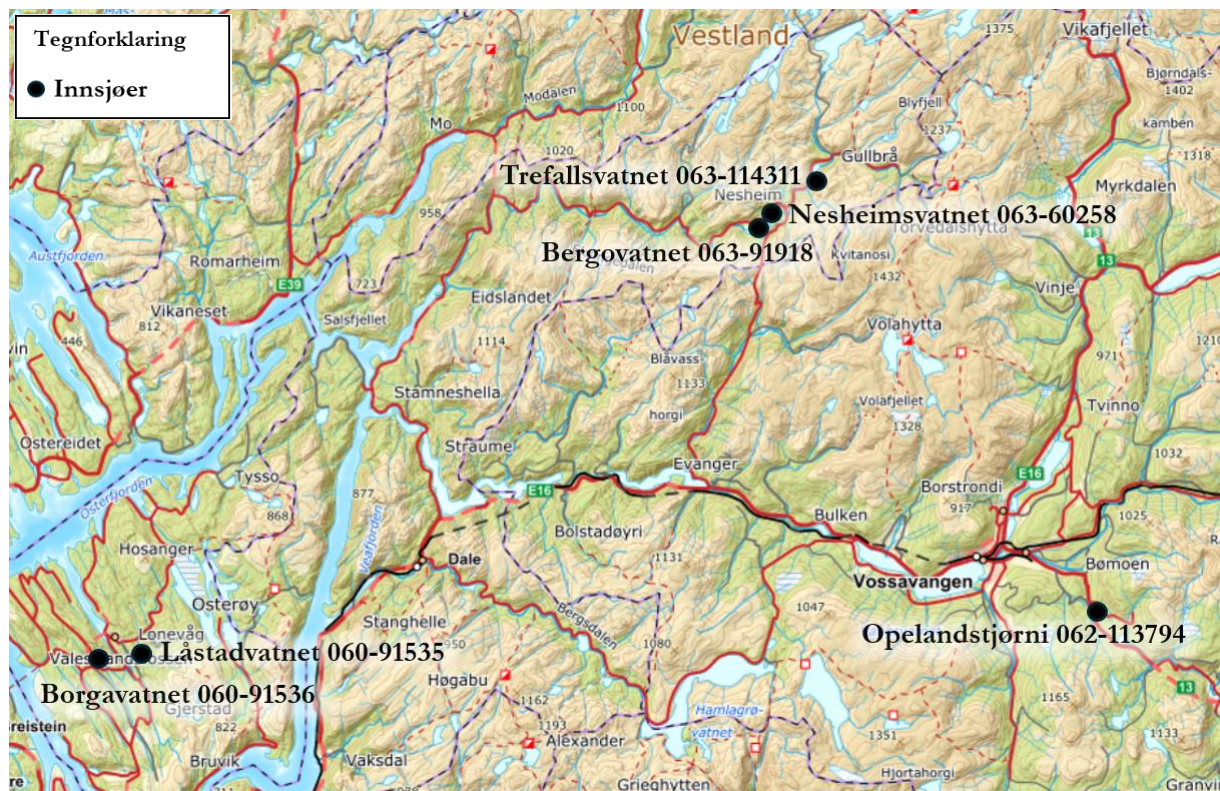 Tegnforklaring
Innsjøer
Vestland
Vikafjellet
1375
Bjørndals-
1402
kamben
1318
Blyfjell
1237
Modalen
1100
Mo
1020
Gullbrå
Trefallsvatnet 063-114311
Nesheim
Myrkdalen
Nesheimsvatnet 063-60258
Torvedalshytta
Bergovatnet 063-91918
Kvitanosi
958
13
13
Austfjorden
Romarheim
E39
723
1432
Vinje
Eidslandet
Vikaneset
812
Salsfjellet
446
Volahytta
1114
971
Blåvass-
1133
horgi
Stamneshella
Volafjellet
1328
Tvinno
Ostereidet
Straume
1032
Evanger
E16
Tysso
Osterfjorden
877
E16
Borstrondi
917
868
Bulken
1025
Bolstadøyri
Hosanger
Veafjorden
Dale
1131
Vossavangen
Bømoen
Osterøy
Stanghelle
Bergsdalen
1047
950
1080
Opelandstjørni 062-113794
Lonevåg
Låstadvatnet 060-91535
Borgavatnet 060-91536
Høgabu
1162
1165
13
Gjerstad
822
1193
Hamlagrø-
vatnet
1351
1133
Breistein
Alexander
Bruvik
Vaksdal
Hjortahorgi
Grieghytten
Granvin